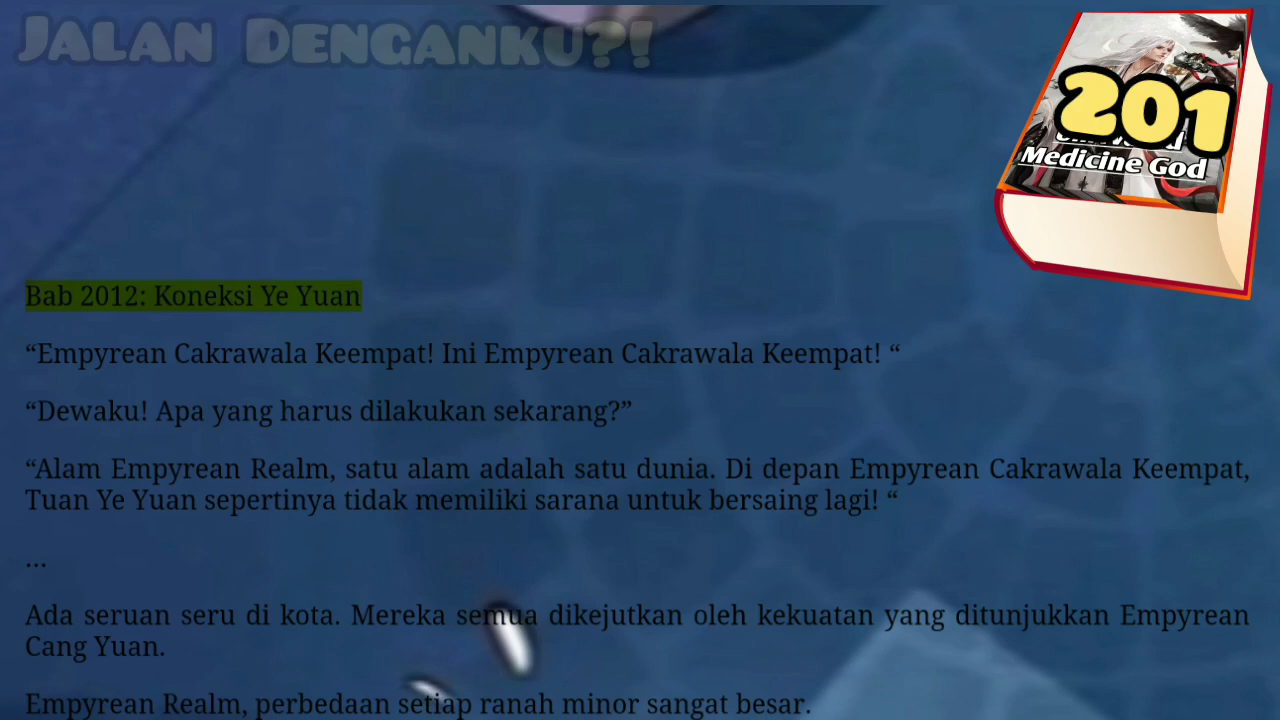 JALAN DENGANKU?!
201
Medicine God
Bab 2012: Koneksi Ye Yuan
“Empyrean Cakrawala Keempat! Ini Empyrean Cakrawala Keempat! “
“Dewaku! Apa yang harus dilakukan sekarang?”
“Alam Empyrean Realm, satu alam adalah satu dunia. Di depan Empyrean Cakrawala Keempat,
Tuan Ye Yuan sepertinya tidak memiliki sarana untuk bersaing lagi! “
…
Ada seruan seru di kota. Mereka semua dikejutkan oleh kekuatan yang ditunjukkan Empyrean
Cang Yuan.
Empyrean Realm, perbedaan setiap ranah minor sangat besar.